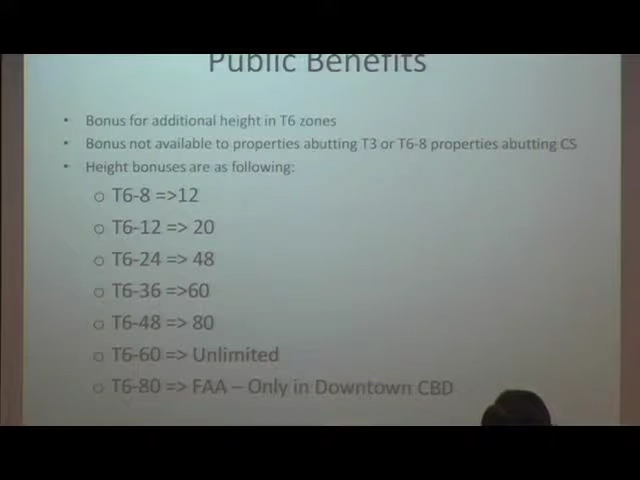 Public Benefits
• Bonus for additional height in T6 zones
• Bonus not available to properties abutting T3 or T6-8 properties abutting CS
• Height bonuses are as following:
o T6-8 =>12
o T6-12 => 20
o T6-24 => 48
o T6-36 =>60
o T6-48 => 80
o T6-60 => Unlimited
o T6-80 => FAA – Only in Downtown CBD